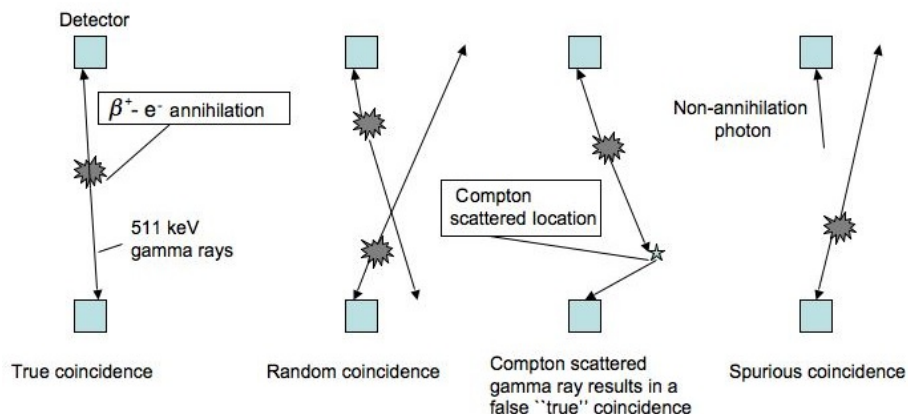 Detector
β⁺- e⁻ annihilation
511 keV
gamma rays
Compton
scattered location
Non-annihilation
photon
True coincidence
Random coincidence
Compton scattered
gamma ray results in a
false ``true'' coincidence
Spurious coincidence